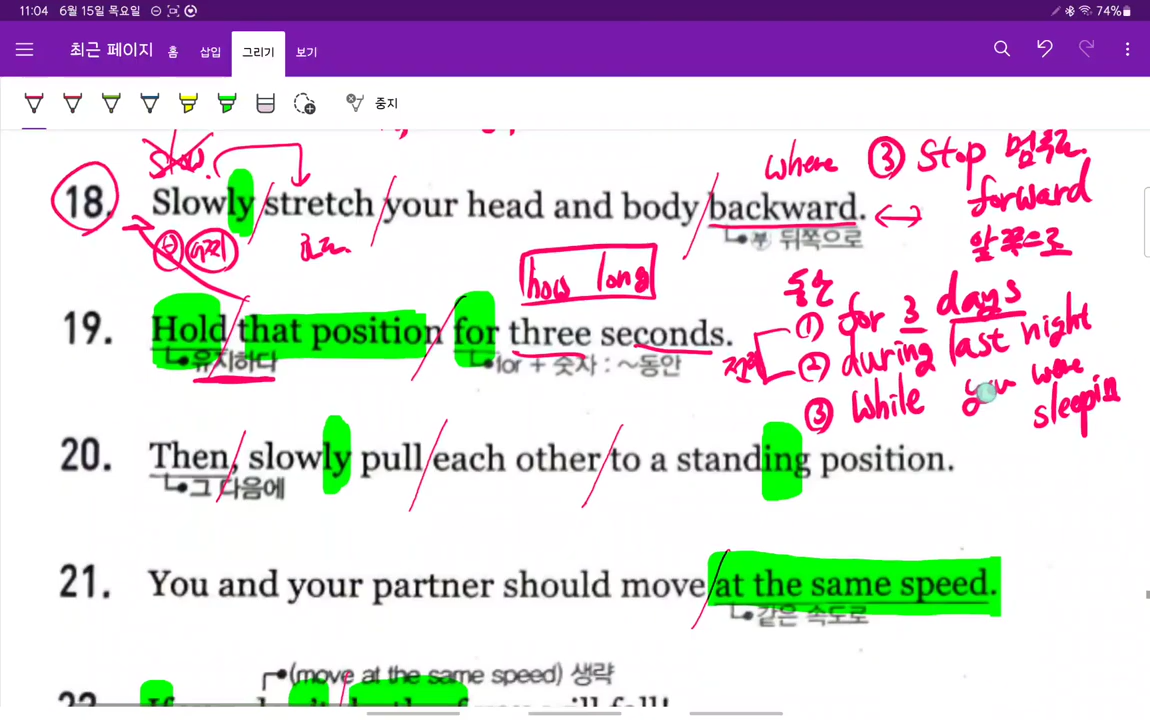 11:04 6월 15일 목요일 74%
최근 페이지 홈 삽입 그리기 보기
중지
where ③ Stop 멈추고
18. Slowly stretch your head and body backward. ↔ forward
부 뒤쪽으로 앞쪽으로
how long
동안
① for 3 days
19. Hold that position for three seconds.
유지하다 for + 숫자 : ~동안
② during last night
③ while you were sleeping
20. Then, slowly pull each other to a standing position.
그 다음에
21. You and your partner should move at the same speed.
같은 속도로
(move at the same speed) 생략